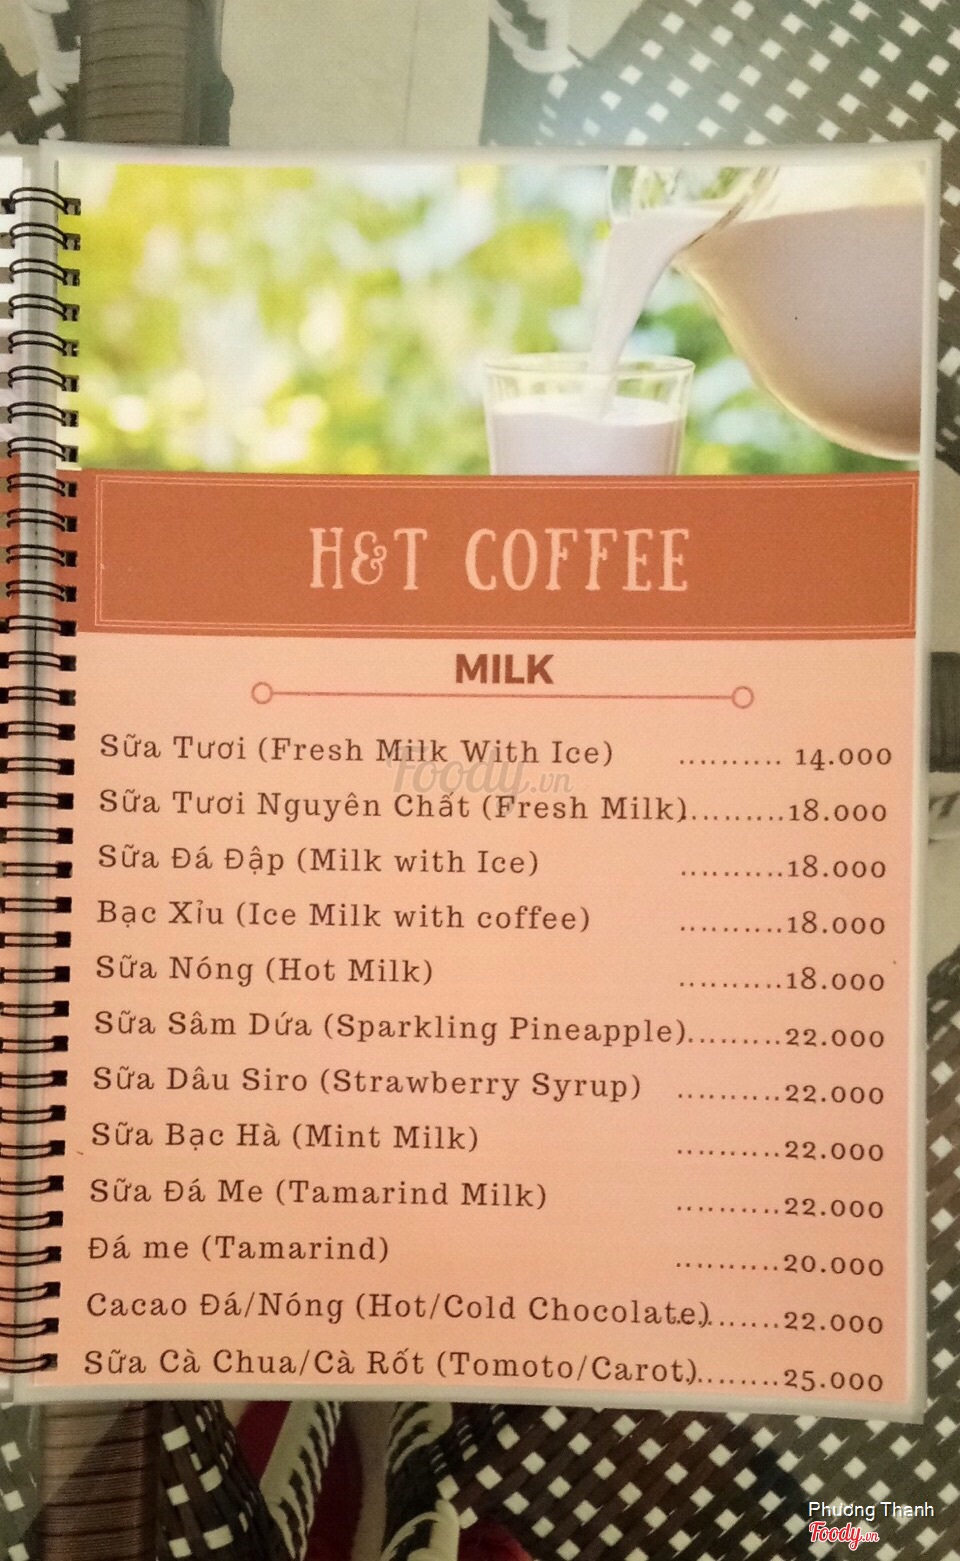 H&T COFFEE
MILK
Sữa Tươi (Fresh Milk With Ice) .......... 14.000
Foody.vn
Sữa Tươi Nguyên Chất (Fresh Milk)..........18.000
Sữa Đá Đập (Milk with Ice) ..........18.000
Bạc Xỉu (Ice Milk with coffee) ..........18.000
Sữa Nóng (Hot Milk) ..........18.000
Sữa Sâm Dứa (Sparkling Pineapple)..........22.000
Sữa Dâu Siro (Strawberry Syrup) ..........22.000
Sữa Bạc Hà (Mint Milk) ..........22.000
Sữa Đá Me (Tamarind Milk) ..........22.000
Đá me (Tamarind) ..........20.000
Cacao Đá/Nóng (Hot/Cold Chocolate)..........22.000
Sữa Cà Chua/Cà Rốt (Tomoto/Carot)..........25.000
Phương Thanh
Foody.vn